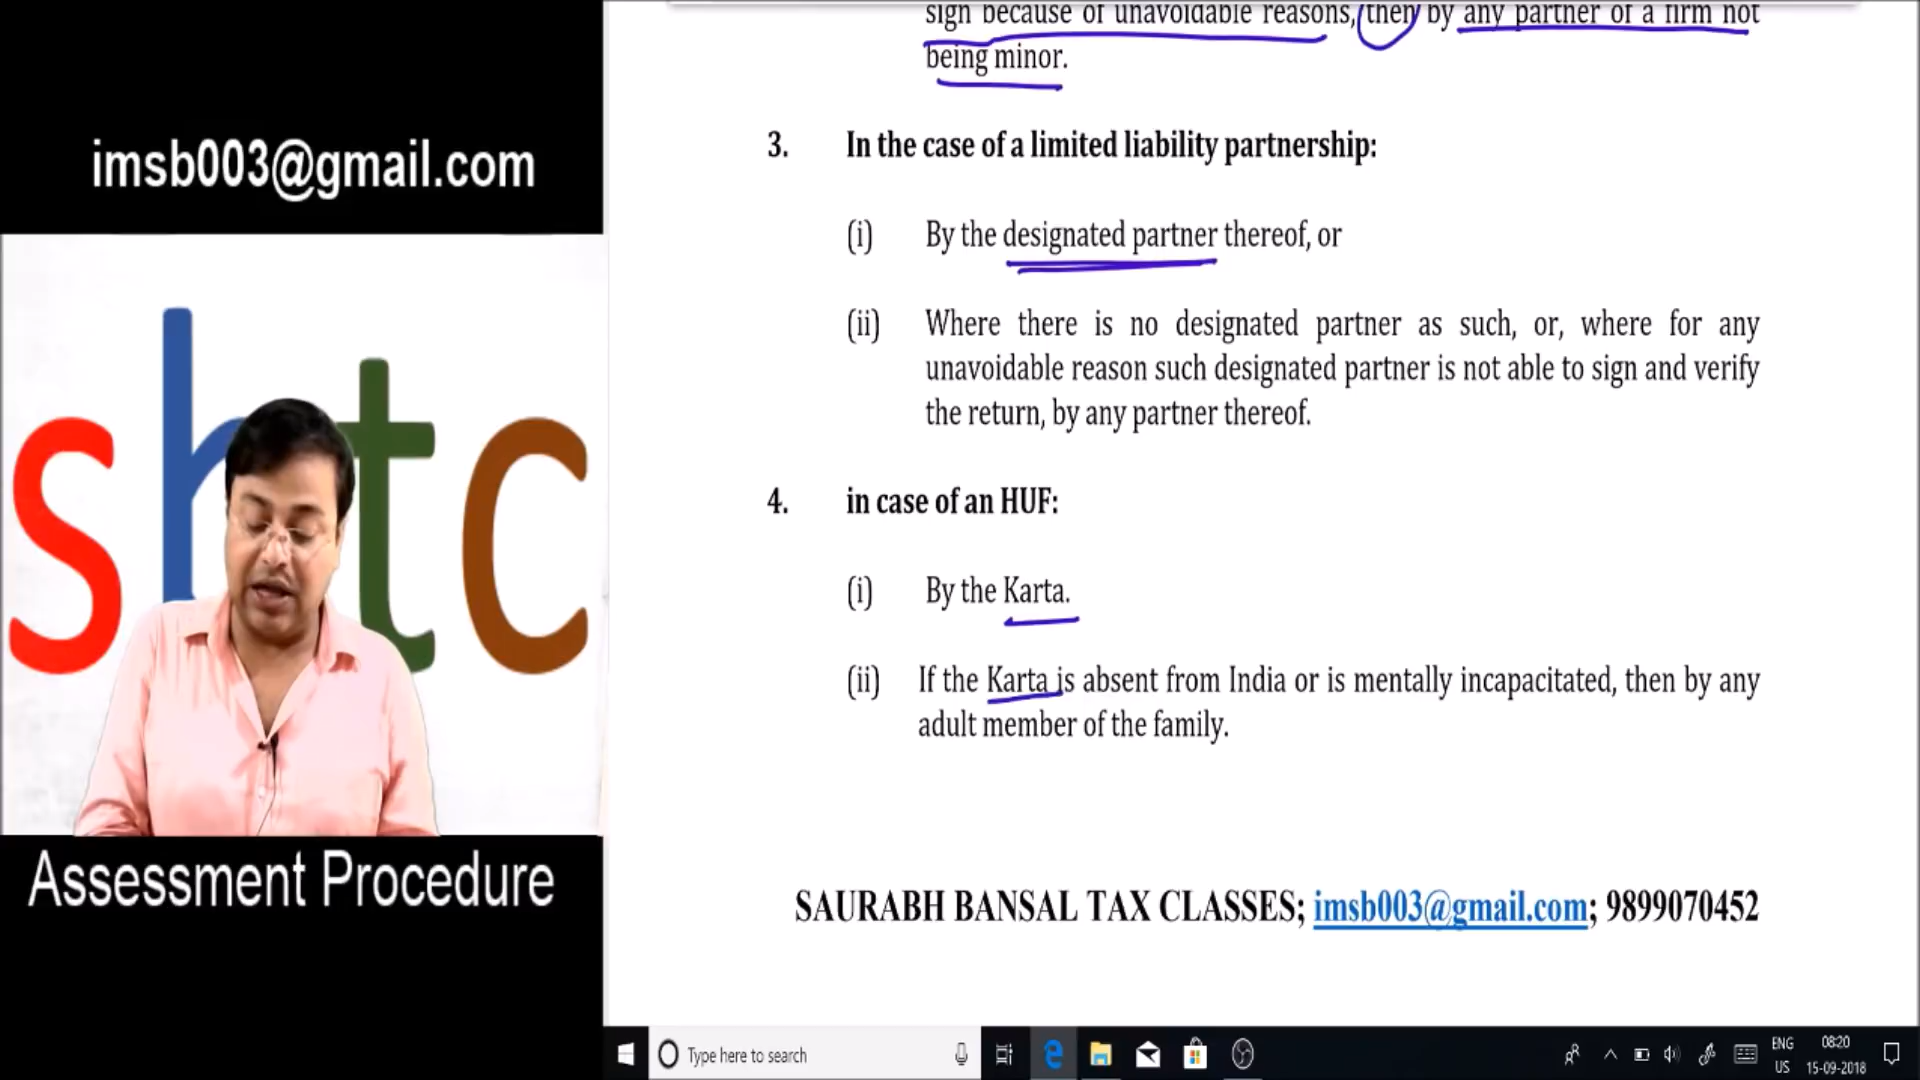 imsb003@gmail.com
sbtc
Assessment Procedure
sign because of unavoidable reasons, then by any partner of a firm not
being minor.
3. In the case of a limited liability partnership:
(i) By the designated partner thereof, or
(ii) Where there is no designated partner as such, or, where for any
unavoidable reason such designated partner is not able to sign and verify
the return, by any partner thereof.
4. in case of an HUF:
(i) By the Karta.
(ii) If the Karta is absent from India or is mentally incapacitated, then by any
adult member of the family.
SAURABH BANSAL TAX CLASSES; imsb003@gmail.com; 9899070452
Type here to search
ENG
US
08:20
15-09-2018